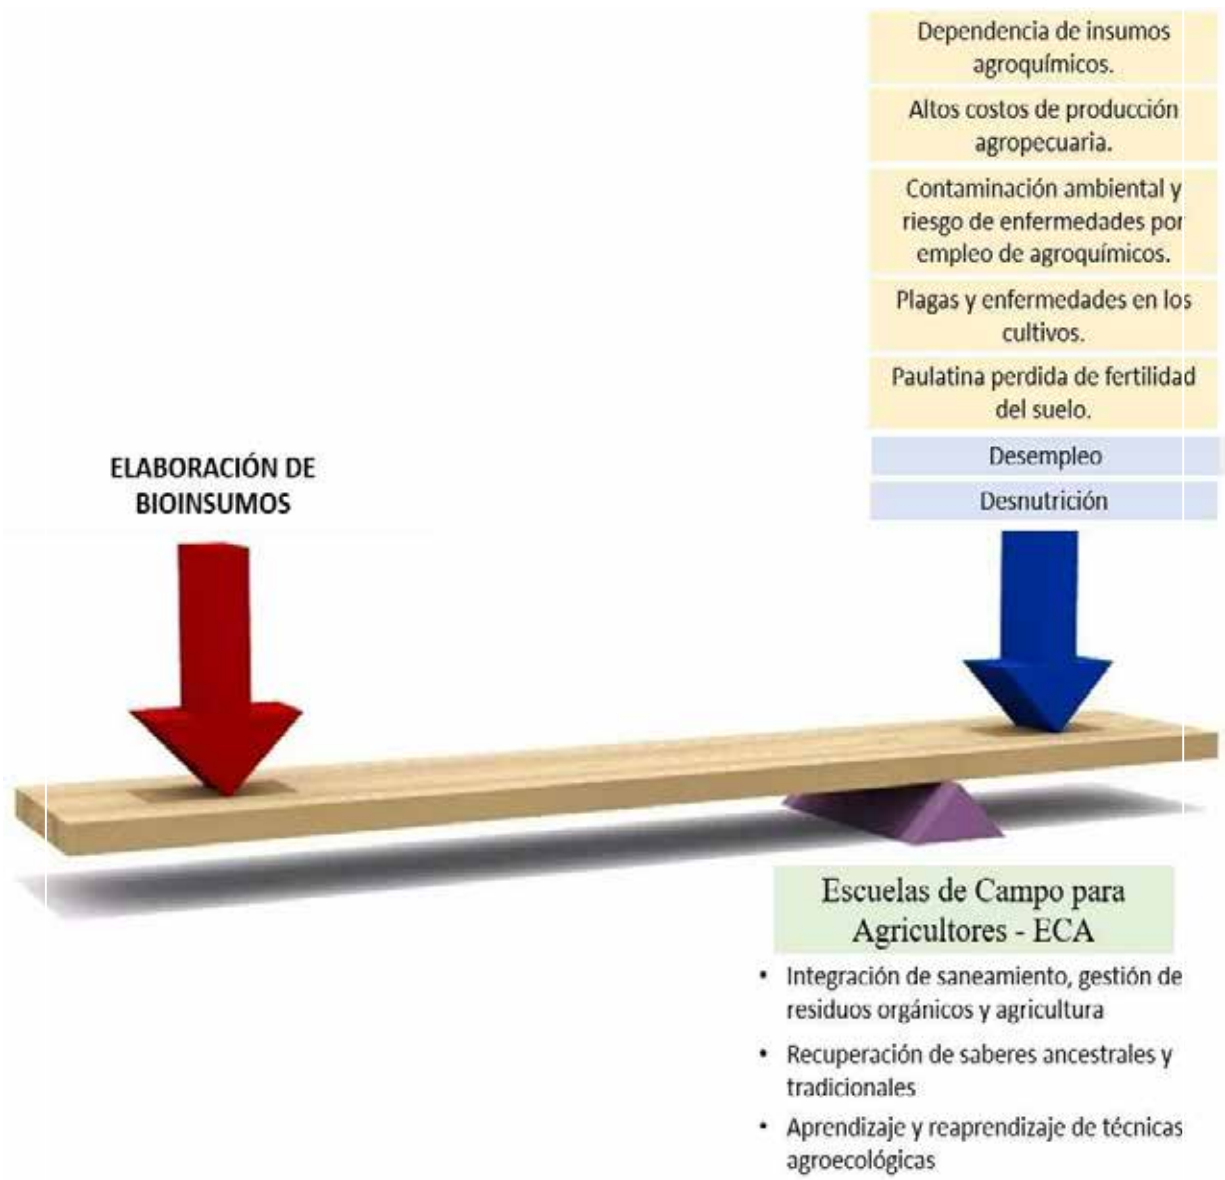 Dependencia de insumos
agroquímicos.
Altos costos de producción
agropecuaria.
Contaminación ambiental y
riesgo de enfermedades por
empleo de agroquímicos.
Plagas y enfermedades en los
cultivos.
Paulatina perdida de fertilidad
del suelo.
Desempleo
Desnutrición
ELABORACIÓN DE
BIOINSUMOS
Escuelas de Campo para
Agricultores - ECA
• Integración de saneamiento, gestión de
residuos orgánicos y agricultura
• Recuperación de saberes ancestrales y
tradicionales
• Aprendizaje y reaprendizaje de técnicas
agroecológicas